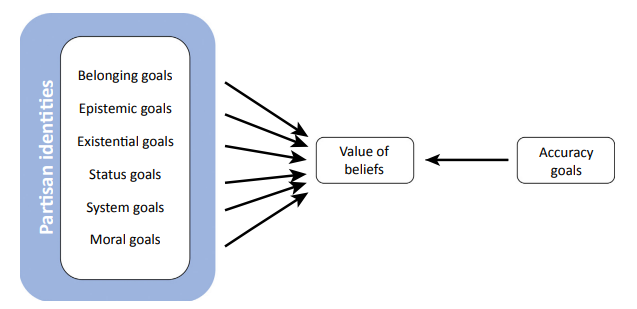 Partisan identities
Belonging goals
Epistemic goals
Existential goals
Status goals
System goals
Moral goals
Value of
beliefs
Accuracy
goals